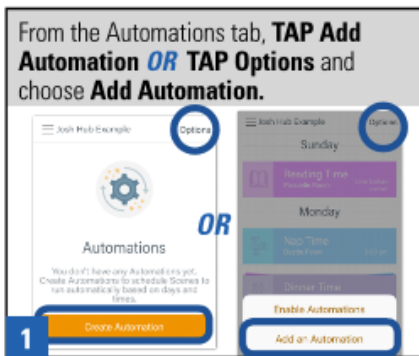 From the Automations tab, TAP Add
Automation OR TAP Options and
choose Add Automation.
Josh Hub Example
Options
Automations
You don't have any Automations yet.
Create Automations to schedule Scenes to
run automatically based on days and
times.
Create Automation
1
OR
Josh Hub Example
Options
Sunday
Reading Time
Monday
Nap Time
Dinner Time
Enable Automations
Add an Automation